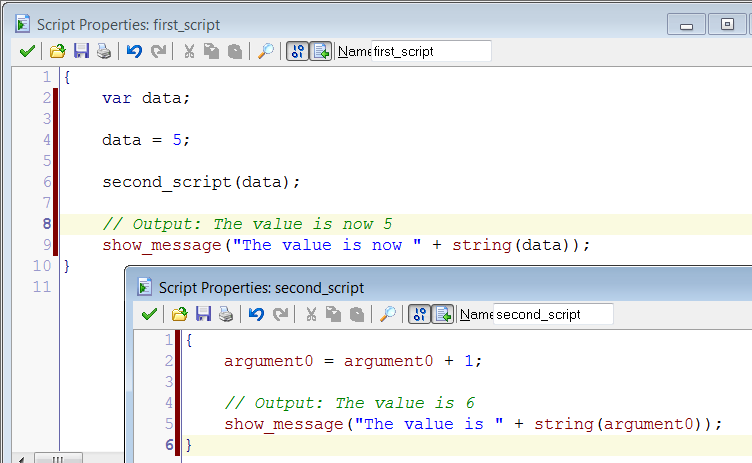 Script Properties: first_script
Name first_script
1 {
2 var data;
3
4 data = 5;
5
6 second_script(data);
7
8 // Output: The value is now 5
9 show_message("The value is now " + string(data));
10 }
11
Script Properties: second_script
Name second_script
1 {
2 argument0 = argument0 + 1;
3
4 // Output: The value is 6
5 show_message("The value is " + string(argument0));
6 }